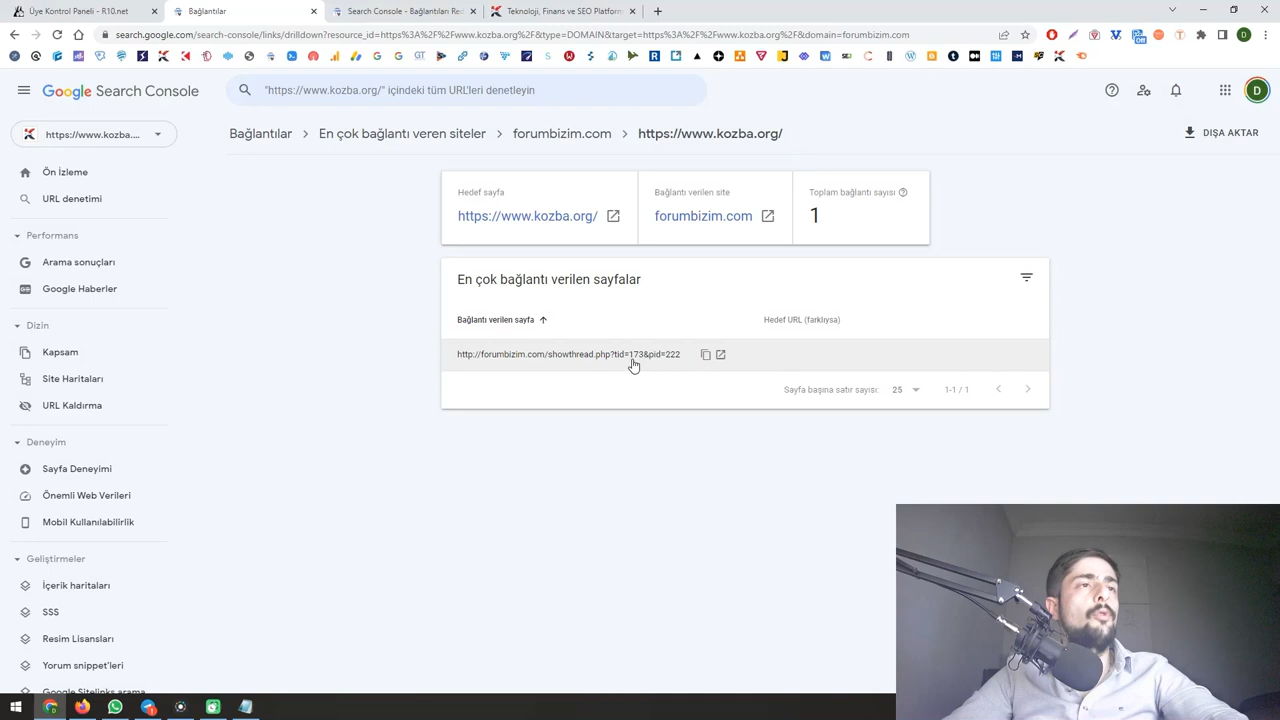 Üye Kontrol Paneli - R10.net
Bağlantılar
Search Console - Bağlantıları Red
Teknoloji, Finans ve SEO Platform
search.google.com/search-console/links/drilldown?resource_id=https%3A%2F%2Fwww.kozba.org%2F&type=DOMAIN&target=https%3A%2F%2Fwww.kozba.org%2F&domain=forumbizim.com
Google Search Console
"https://www.kozba.org/" içindeki tüm URL'leri denetleyin
D
https://www.kozba....
Bağlantılar > En çok bağlantı veren siteler > forumbizim.com > https://www.kozba.org/
DIŞA AKTAR
Ön İzleme
URL denetimi
Performans
Arama sonuçları
Google Haberler
Dizin
Kapsam
Site Haritaları
URL Kaldırma
Deneyim
Sayfa Deneyimi
Önemli Web Verileri
Mobil Kullanılabilirlik
Geliştirmeler
İçerik haritaları
SSS
Resim Lisansları
Yorum snippet'leri
Google Sitelinks arama
Hedef sayfa
https://www.kozba.org/
Bağlantı verilen site
forumbizim.com
Toplam bağlantı sayısı
1
En çok bağlantı verilen sayfalar
Bağlantı verilen sayfa
Hedef URL (farklıysa)
http://forumbizim.com/showthread.php?tid=173&pid=222
Sayfa başına satır sayısı: 25 1-1 / 1